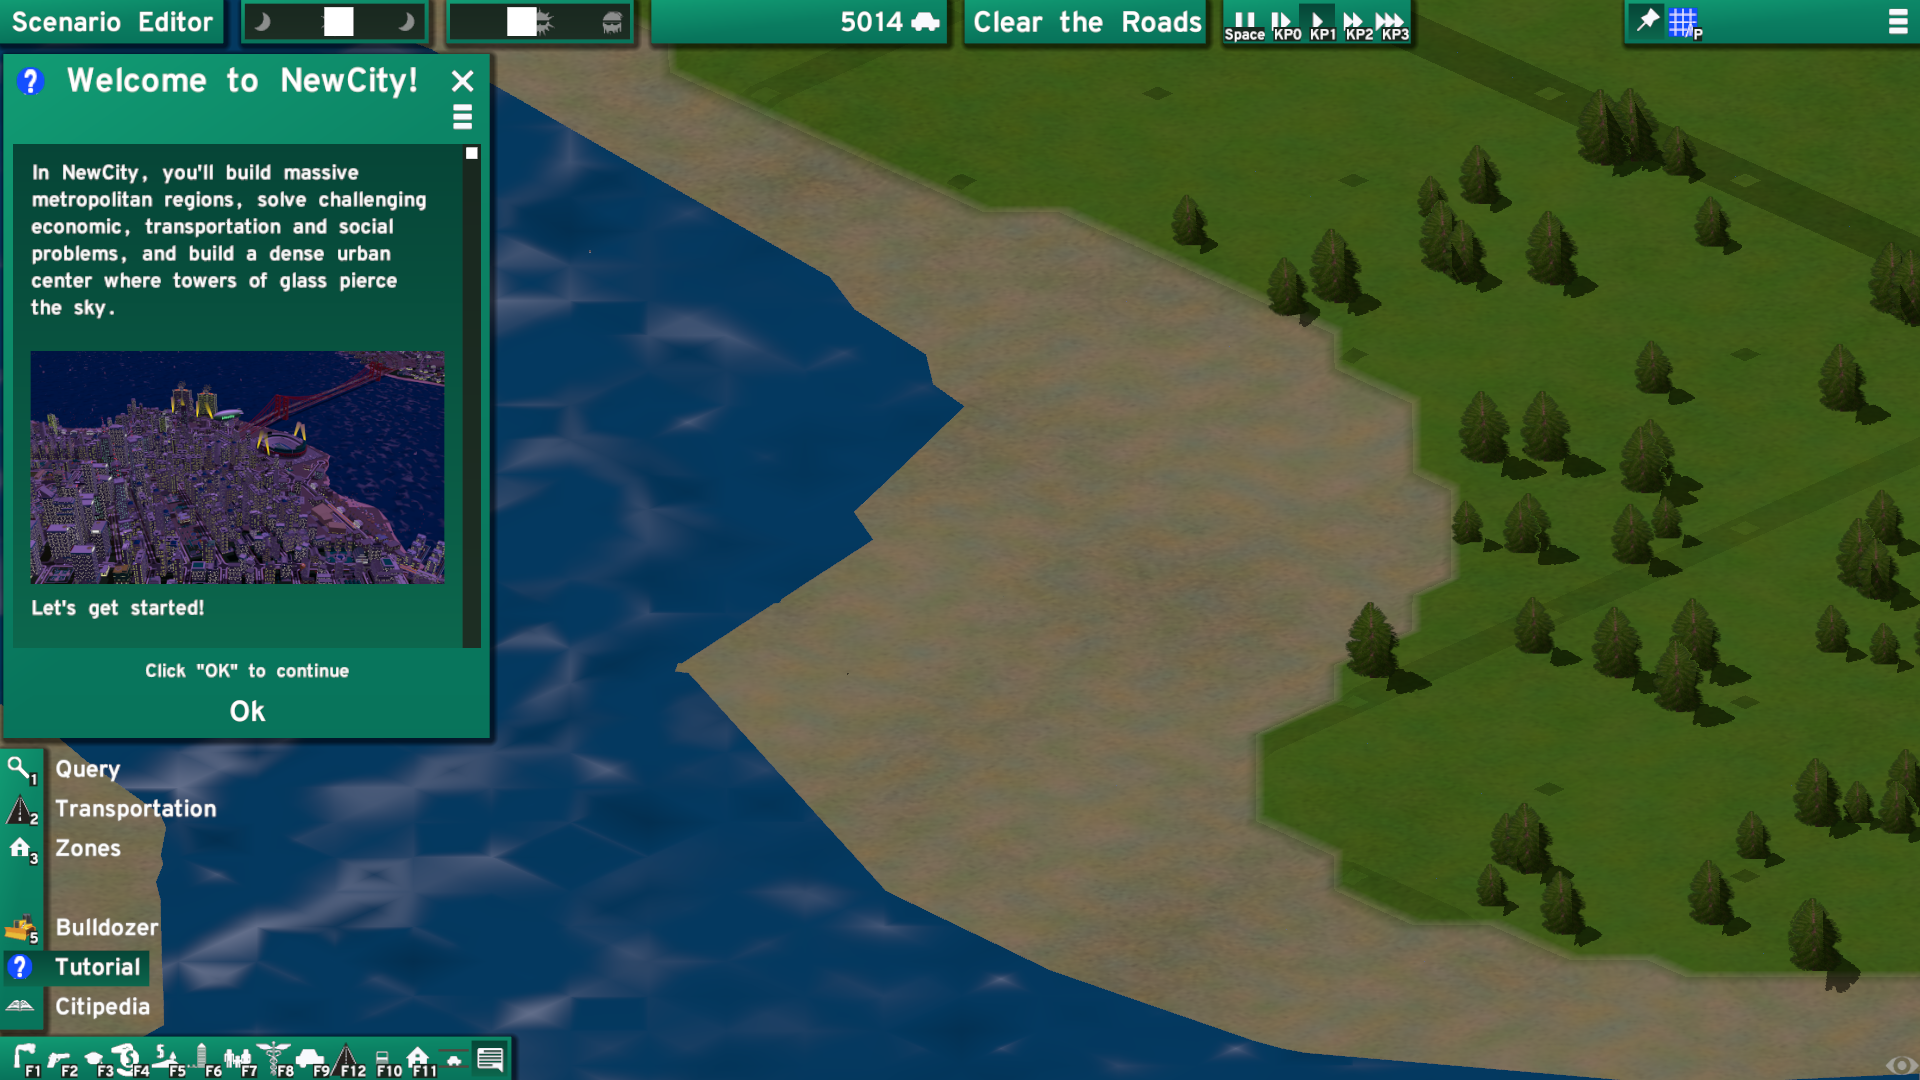 Scenario Editor
5014
Clear the Roads
Space KP0 KP1 KP2 KP3
P
Welcome to NewCity!
In NewCity, you'll build massive
metropolitan regions, solve challenging
economic, transportation and social
problems, and build a dense urban
center where towers of glass pierce
the sky.
Let's get started!
Click "OK" to continue
Ok
1 Query
2 Transportation
3 Zones
5 Bulldozer
Tutorial
Citipedia
F1 F2 F3 F4 F5 F6 F7 F8 F9 F12 F10 F11